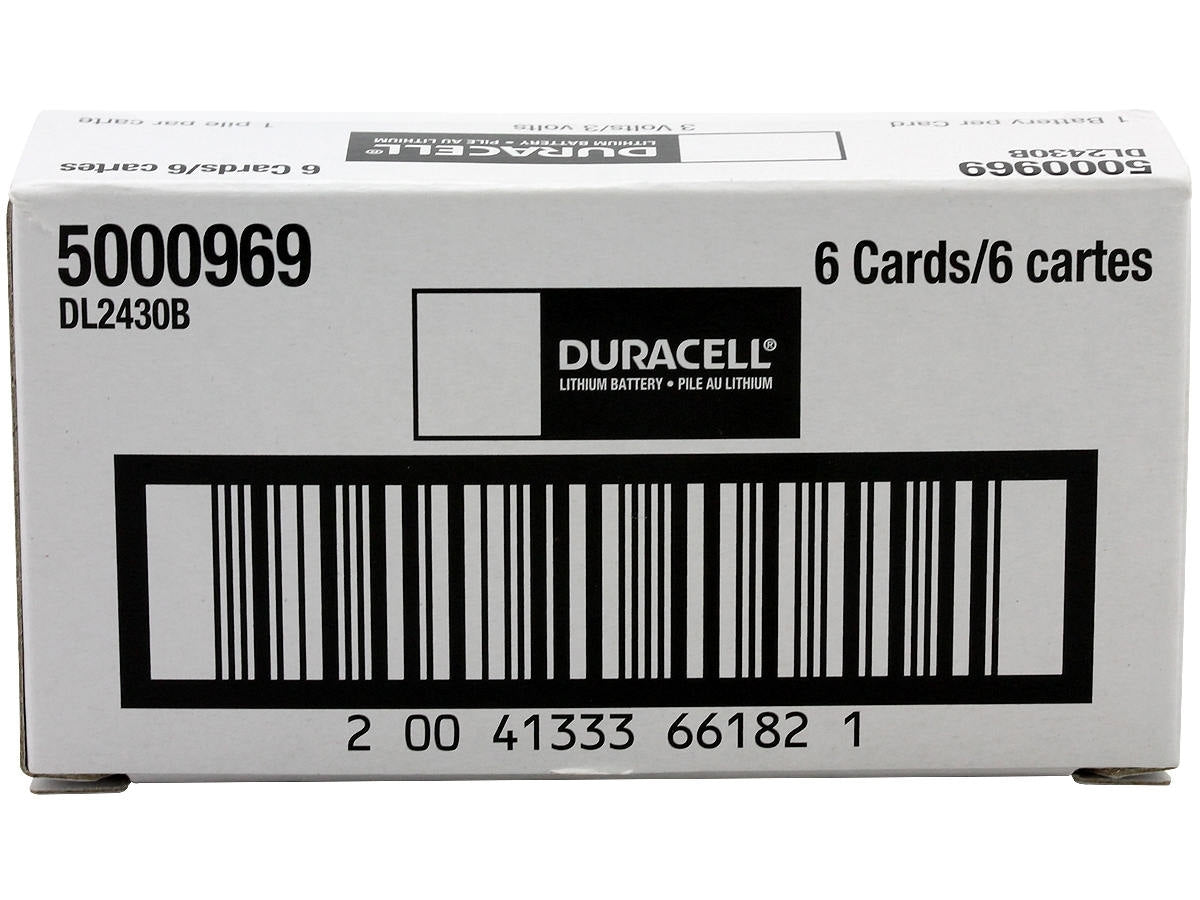 1 Battery per Card
3 Volts/3 volts
1 pile par carte
5000969
DL2430B
DURACELL®
LITHIUM BATTERY • PILE AU LITHIUM
6 Cards/6 cartes
5000969
DL2430B
6 Cards/6 cartes
DURACELL®
LITHIUM BATTERY • PILE AU LITHIUM
2 00 41333 66182 1